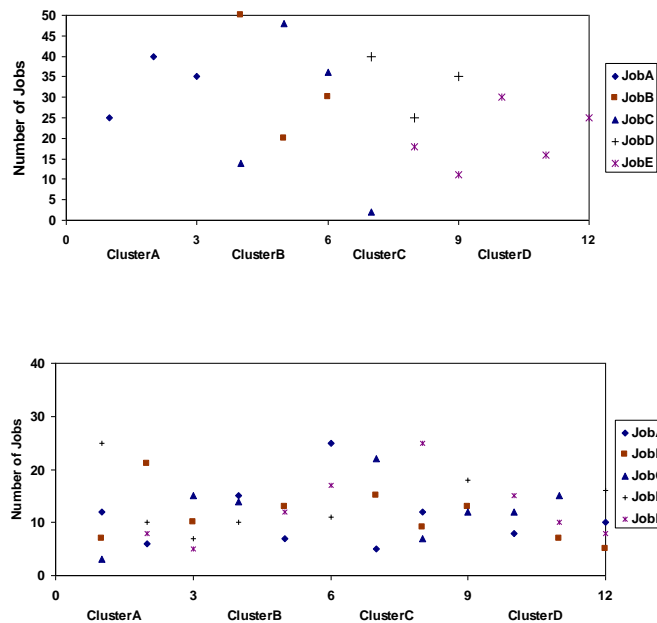 50
45
40
35
30
25
20
15
10
5
0
Number of Jobs
0 3 6 9 12
ClusterA ClusterB ClusterC ClusterD
JobA
JobB
JobC
JobD
JobE
40
30
20
10
0
Number of Jobs
0 3 6 9 12
ClusterA ClusterB ClusterC ClusterD